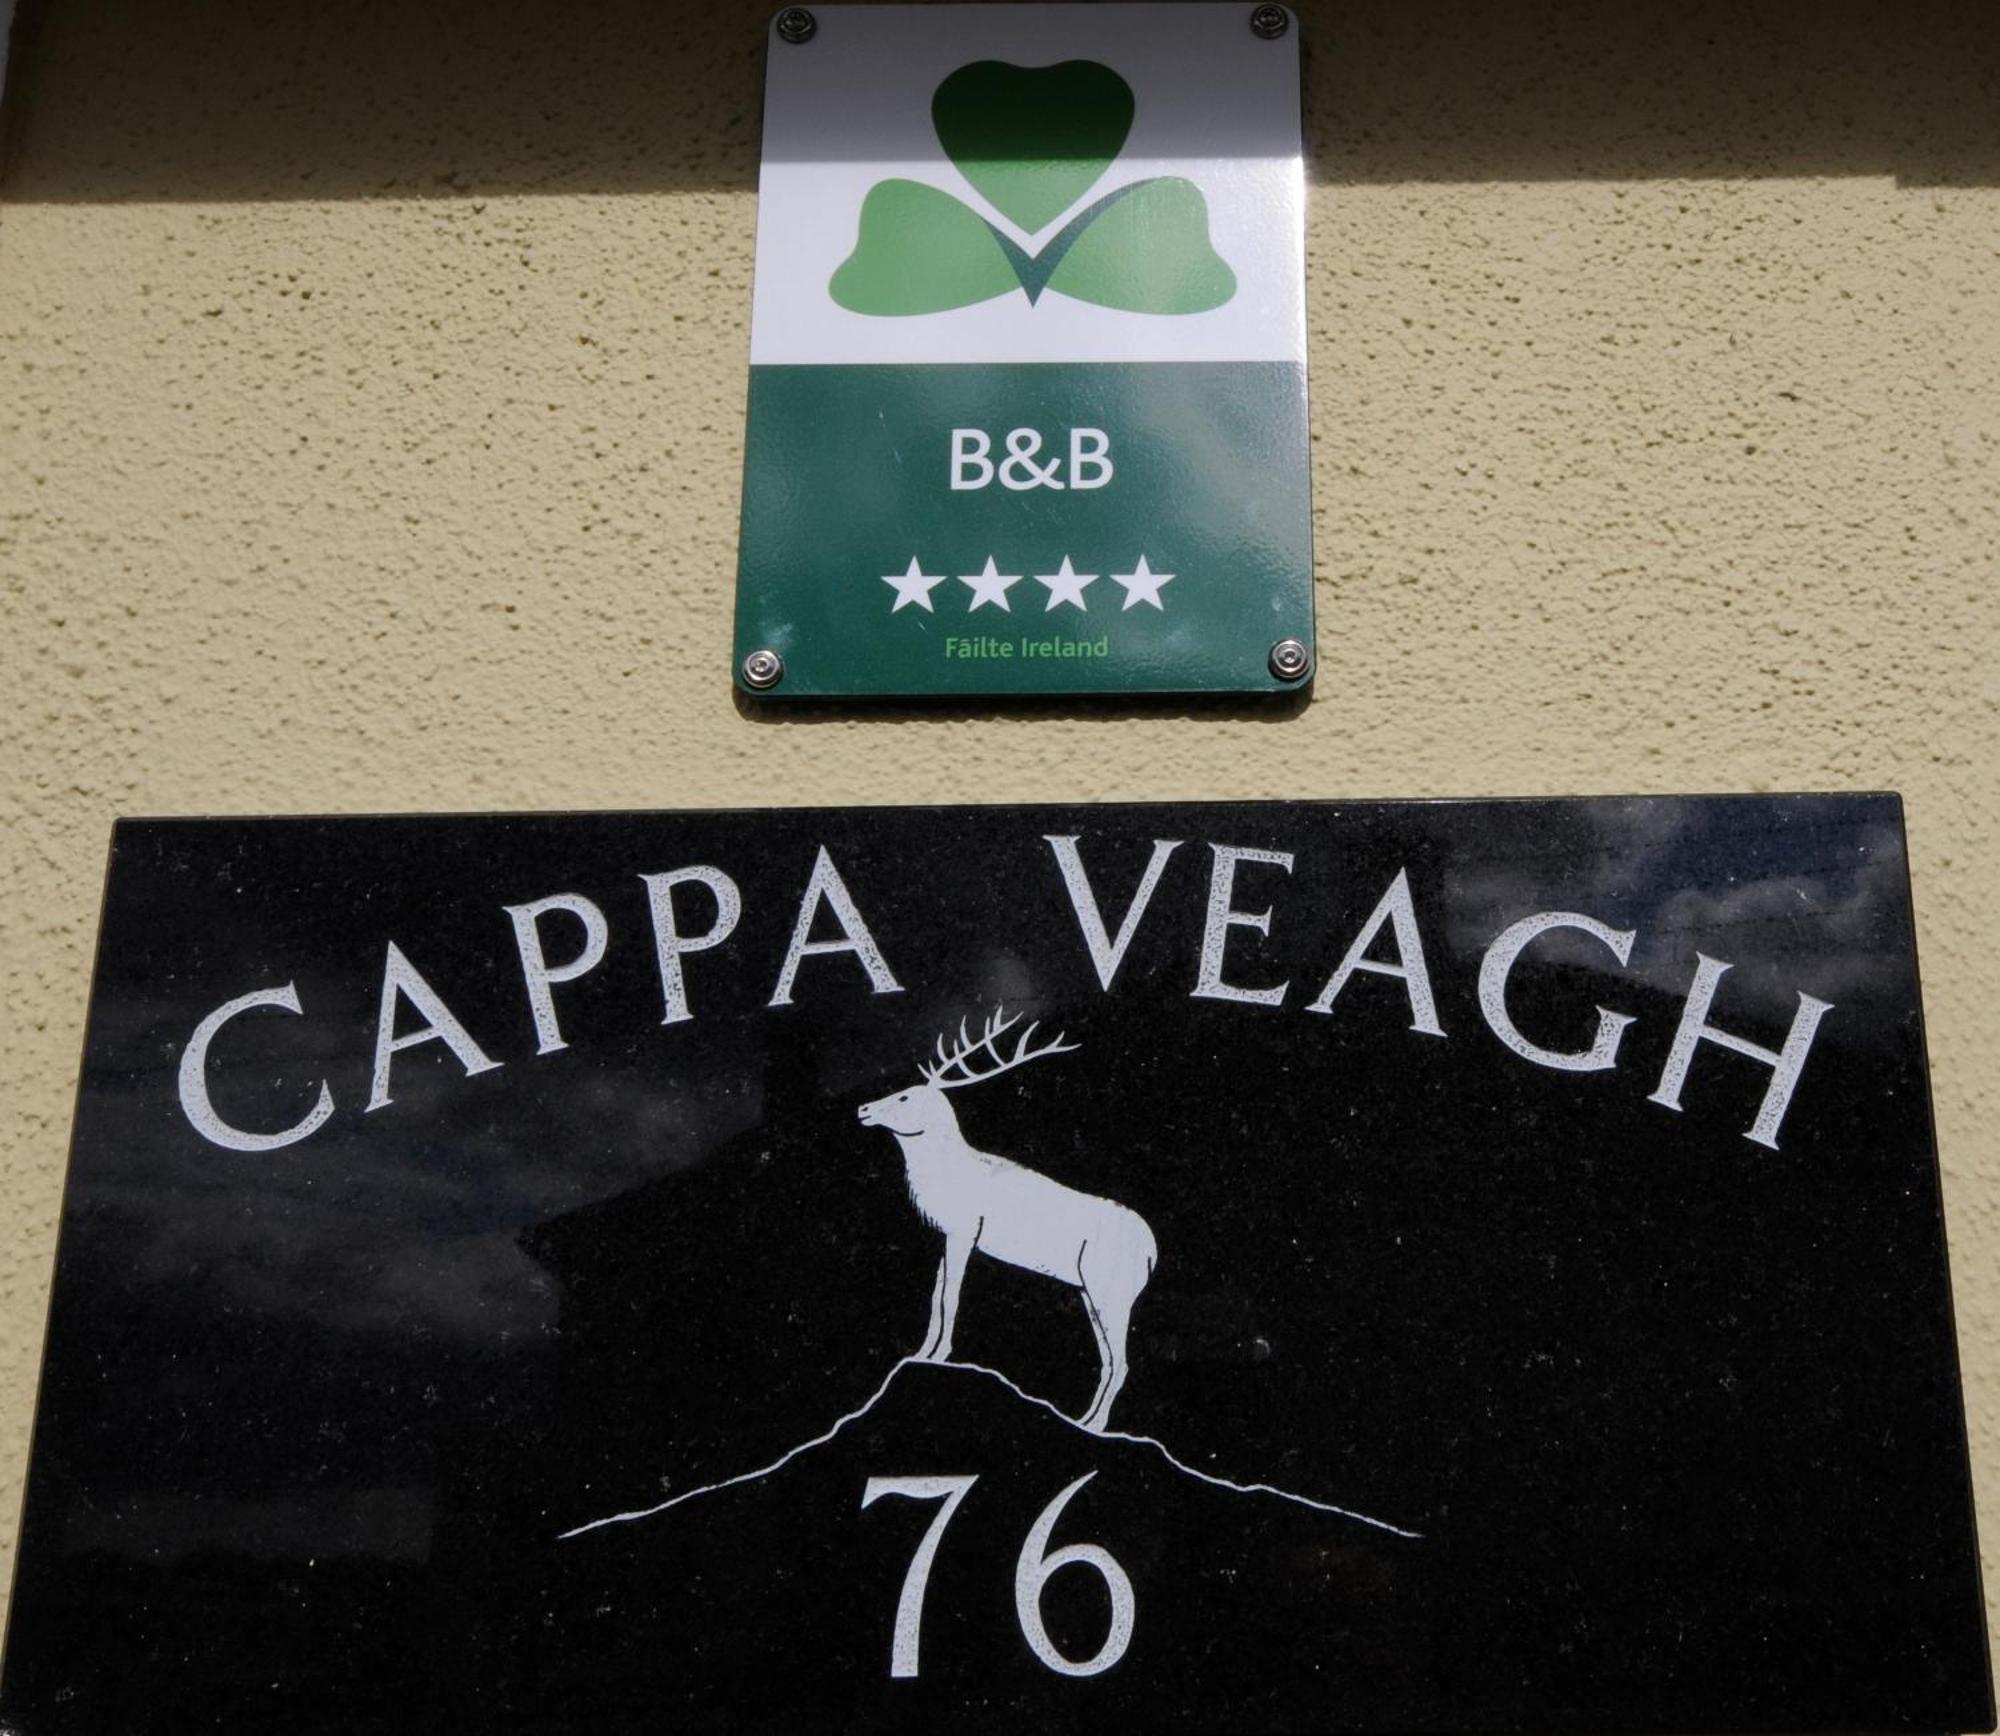 B&B
★★★★
Fáilte Ireland
CAPPA VEAGH
76